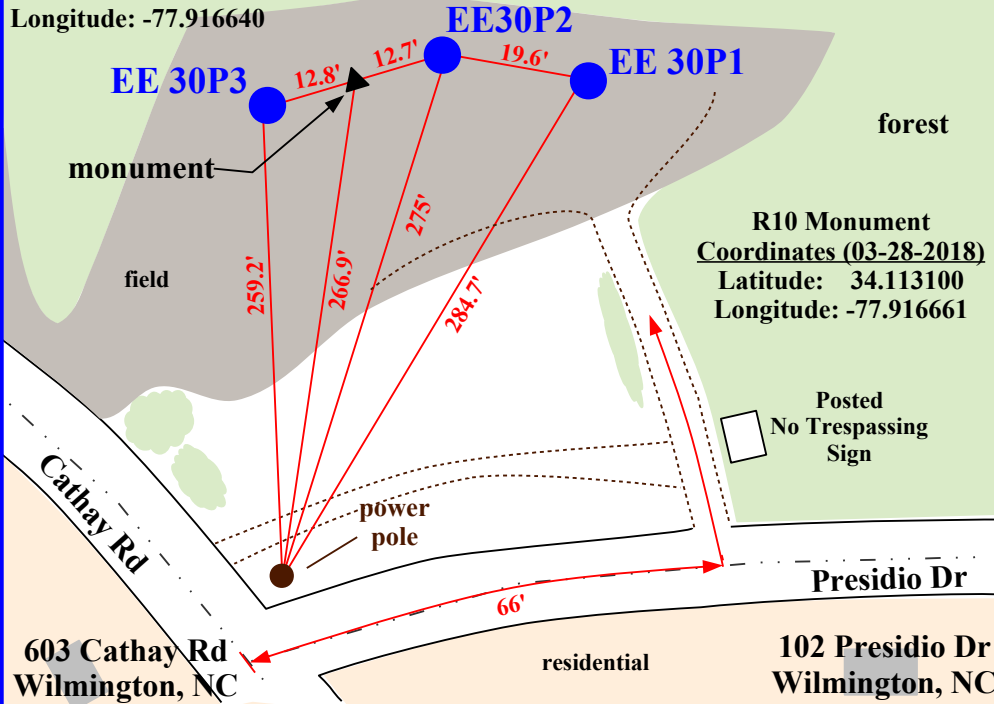 Longitude: -77.916640
EE30P2
EE 30P3
12.8'
12.7'
19.6'
EE 30P1
monument
forest
R10 Monument
Coordinates (03-28-2018)
Latitude: 34.113100
Longitude: -77.916661
field
259.2'
266.9'
275'
284.7'
Posted
No Trespassing
Sign
Cathay Rd
power
pole
Presidio Dr
66'
603 Cathay Rd
Wilmington, NC
residential
102 Presidio Dr
Wilmington, NC